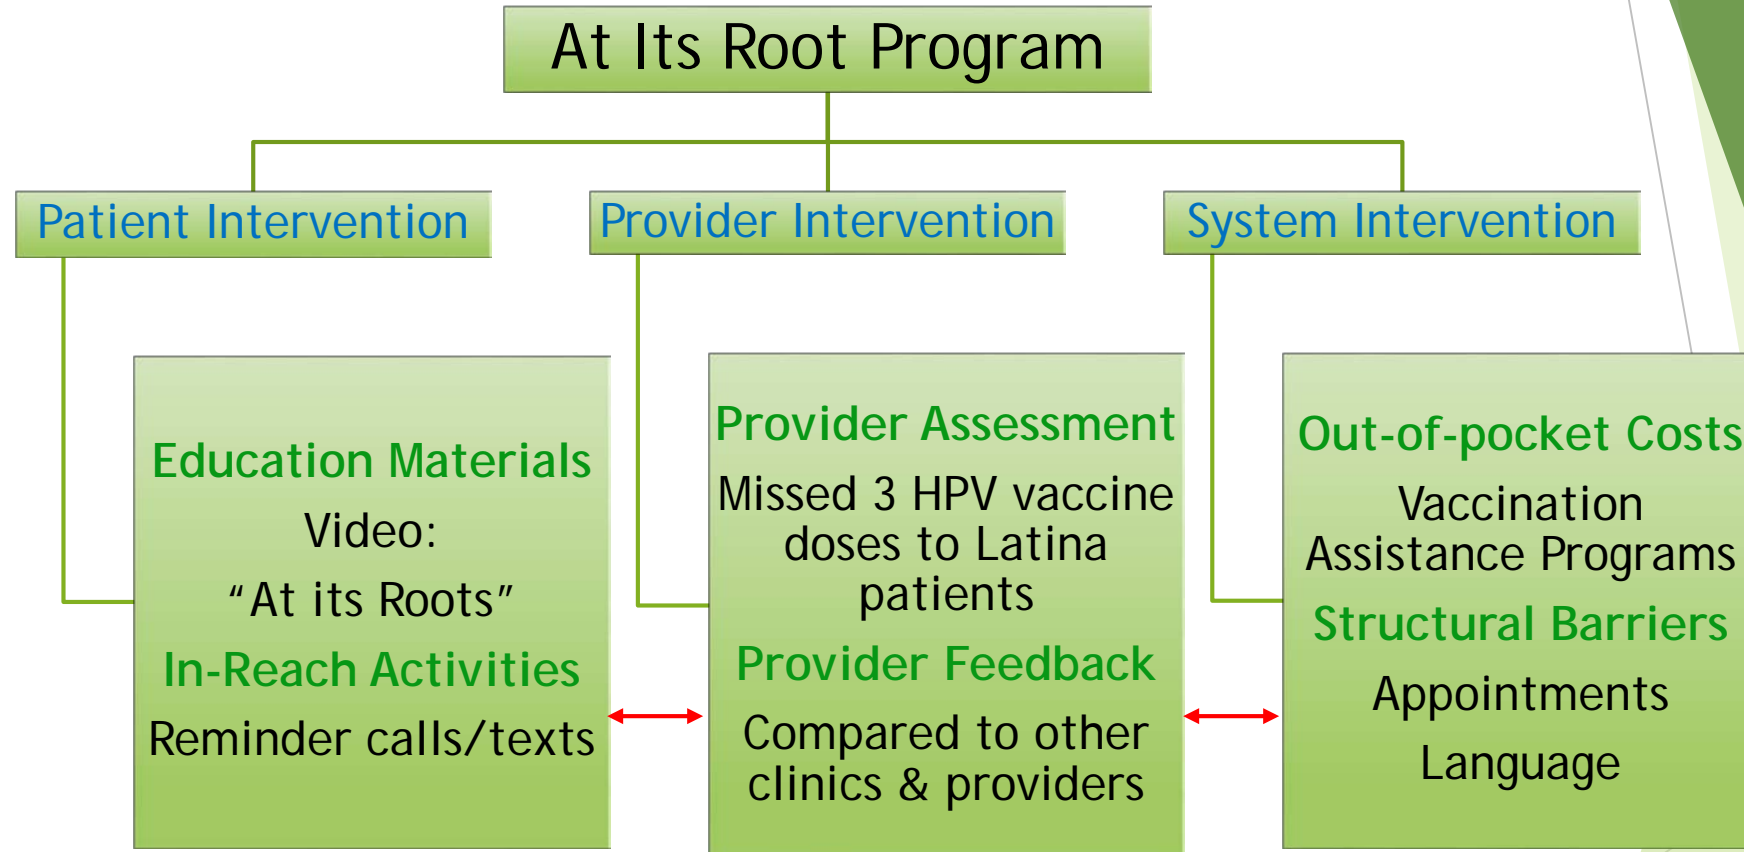 At Its Root Program
Patient Intervention
Provider Intervention
System Intervention
Education Materials
Video:
“At its Roots”
In-Reach Activities
Reminder calls/texts
Provider Assessment
Missed 3 HPV vaccine
doses to Latina
patients
Provider Feedback
Compared to other
clinics & providers
Out-of-pocket Costs
Vaccination
Assistance Programs
Structural Barriers
Appointments
Language